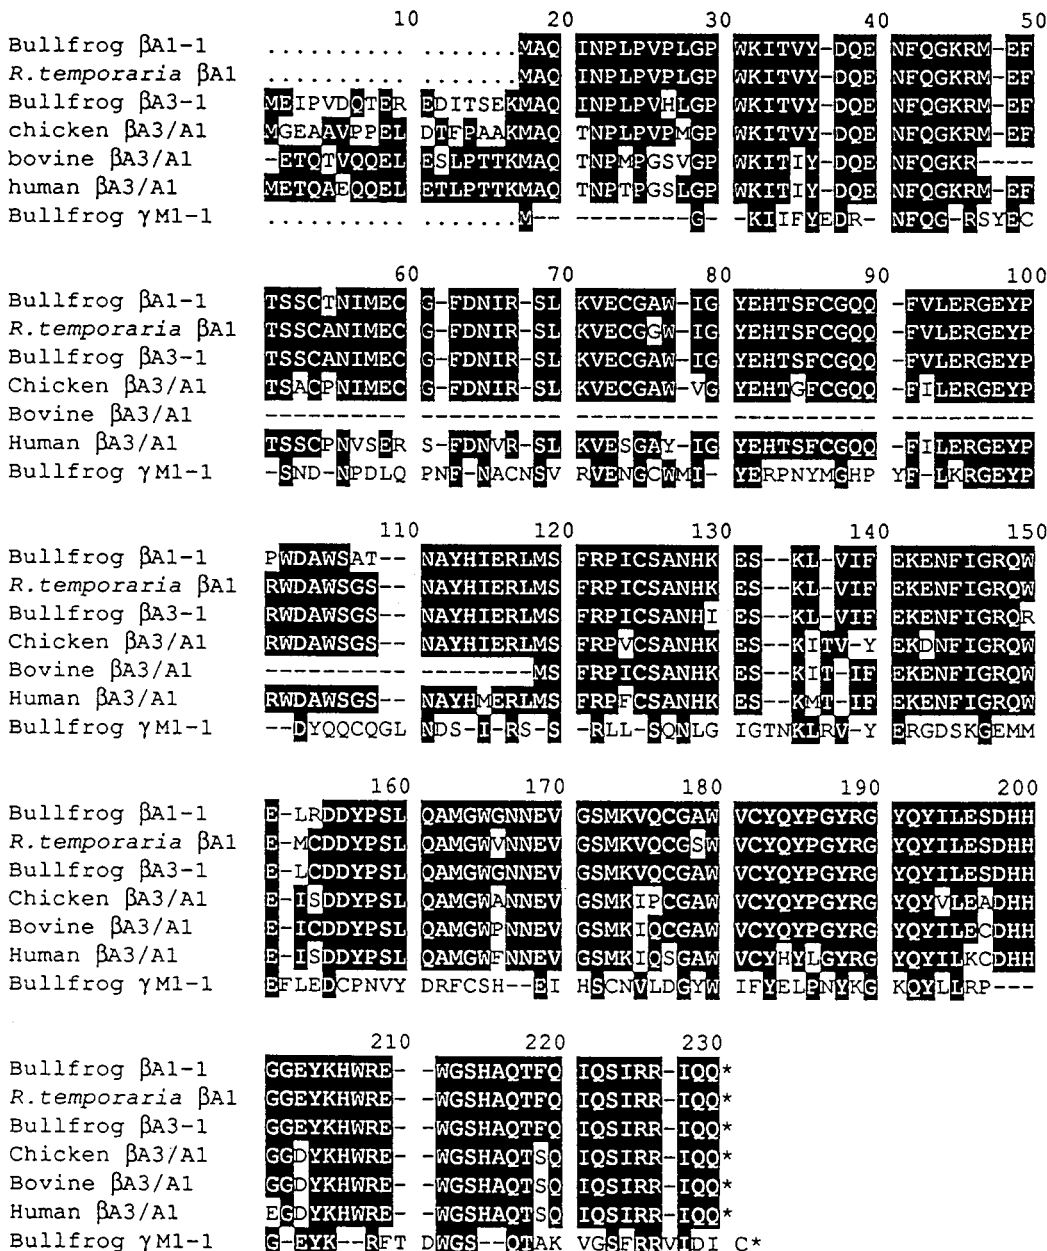 10 20 30 40 50
Bullfrog βA1-1 .......... .......MAQ INPLPVPLGP WKITVY-DQE NFQGKRM-EF
R.temporaria βA1 .......... .......MAQ INPLPVPLGP WKITVY-DQE NFQGKRM-EF
Bullfrog βA3-1 MEIPVDQTER EDITSEKMAQ INPLPVHLGP WKITVY-DQE NFQGKRM-EF
chicken βA3/A1 MGEAAVPPEL DTFPAAKMAQ TNPLPVPMGP WKITVY-DQE NFQGKRM-EF
bovine βA3/A1 -ETQTVQQEL ESLPTTKMAQ TNPMPGSVGP WKITIY-DQE NFQGKR----
human βA3/A1 METQAEQQEL ETLPTTKMAQ TNPTPGSLGP WKITIY-DQE NFQGKRM-EF
Bullfrog γM1-1 .......... .......M-- --------G- -KIIFYEDR- NFQG-RSYEC
60 70 80 90 100
Bullfrog βA1-1 TSSCTNIMEC G-FDNIR-SL KVECGAW-IG YEHTSFCGQQ -FVLERGEYP
R.temporaria βA1 TSSCANIMEC G-FDNIR-SL KVECGGW-IG YEHTSFCGQQ -FVLERGEYP
Bullfrog βA3-1 TSSCANIMEC G-FDNIR-SL KVECGAW-IG YEHTSFCGQQ -FVLERGEYP
Chicken βA3/A1 TSACPNIMEC G-FDNIR-SL KVECGAW-VG YEHTGFCGQQ -FILERGEYP
Bovine βA3/A1 ---------- ---------- ---------- ---------- ----------
Human βA3/A1 TSSCPNVSER S-FDNVR-SL KVESGAY-IG YEHTSFCGQQ -FILERGEYP
Bullfrog γM1-1 -SND-NPDLQ PNF-NACNSV RVENGCWMI- YERPNYMGHP YF-LKRGEYP
110 120 130 140 150
Bullfrog βA1-1 PWDAWSAT-- NAYHIERLMS FRPICSANHK ES--KL-VIF EKENFIGRQW
R.temporaria βA1 RWDAWSGS-- NAYHIERLMS FRPICSANHK ES--KL-VIF EKENFIGRQW
Bullfrog βA3-1 RWDAWSGS-- NAYHIERLMS FRPICSANHI ES--KL-VIF EKENFIGRQR
Chicken βA3/A1 RWDAWSGS-- NAYHIERLMS FRPVCSANHK ES--KITV-Y EKDNFIGRQW
Bovine βA3/A1 ---------- --------MS FRPICSANHK ES--KIT-IF EKENFIGRQW
Human βA3/A1 RWDAWSGS-- NAYHMERLMS FRPFCSANHK ES--KMT-IF EKENFIGRQW
Bullfrog γM1-1 --DYQQCQGL NDS-I-RS-S -RLL-SQNLG IGTNKLRV-Y ERGDSKGEMM
160 170 180 190 200
Bullfrog βA1-1 E-LRDDYPSL QAMGWGNNEV GSMKVQCGAW VCYQYPGYRG YQYILESDHH
R.temporaria βA1 E-MCDDYPSL QAMGWVNNEV GSMKVQCGSW VCYQYPGYRG YQYILESDHH
Bullfrog βA3-1 E-LCDDYPSL QAMGWGNNEV GSMKVQCGAW VCYQYPGYRG YQYILESDHH
Chicken βA3/A1 E-ISDDYPSL QAMGWANNEV GSMKIPCGAW VCYQYPGYRG YQYVLEADHH
Bovine βA3/A1 E-ICDDYPSL QAMGWPNNEV GSMKIQCGAW VCYQYPGYRG YQYILECDHH
Human βA3/A1 E-ISDDYPSL QAMGWFNNEV GSMKIQSGAW VCYHYLGYRG YQYILKCDHH
Bullfrog γM1-1 EFLEDCPNVY DRFCSH--EI HSCNVLDGYW IFYELPNYKG KQYLLRP---
210 220 230
Bullfrog βA1-1 GGEYKHWRE- -WGSHAQTFQ IQSIRR-IQQ*
R.temporaria βA1 GGEYKHWRE- -WGSHAQTFQ IQSIRR-IQQ*
Bullfrog βA3-1 GGEYKHWRE- -WGSHAQTFQ IQSIRR-IQQ*
Chicken βA3/A1 GGDYKHWRE- -WGSHAQTSQ IQSIRR-IQQ*
Bovine βA3/A1 GGDYKHWRE- -WGSHAQTSQ IQSIRR-IQQ*
Human βA3/A1 EGDYKHWRE- -WGSHAQTSQ IQSIRR-IQQ*
Bullfrog γM1-1 G-EYK--RFT DWGS--QTAK VGSFRRVIDI C*